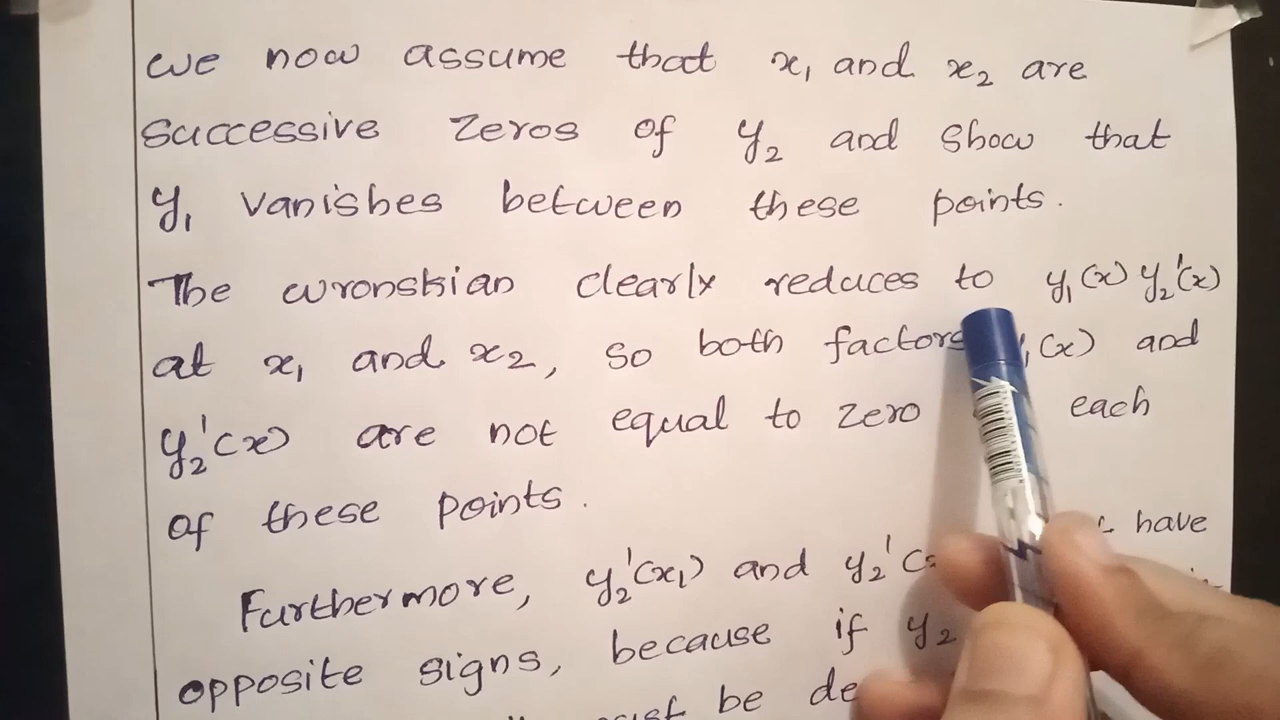 we now assume that x₁ and x₂ are
successive zeros of y₂ and show that
y₁ vanishes between these points.
The wronskian clearly reduces to y₁(x) y₂'(x)
at x₁ and x₂, so both factors (x) and
y₂'(x) are not equal to zero each
of these points.
have
Furthermore, y₂'(x₁) and y₂'(
opposite signs, because if y₂
be de